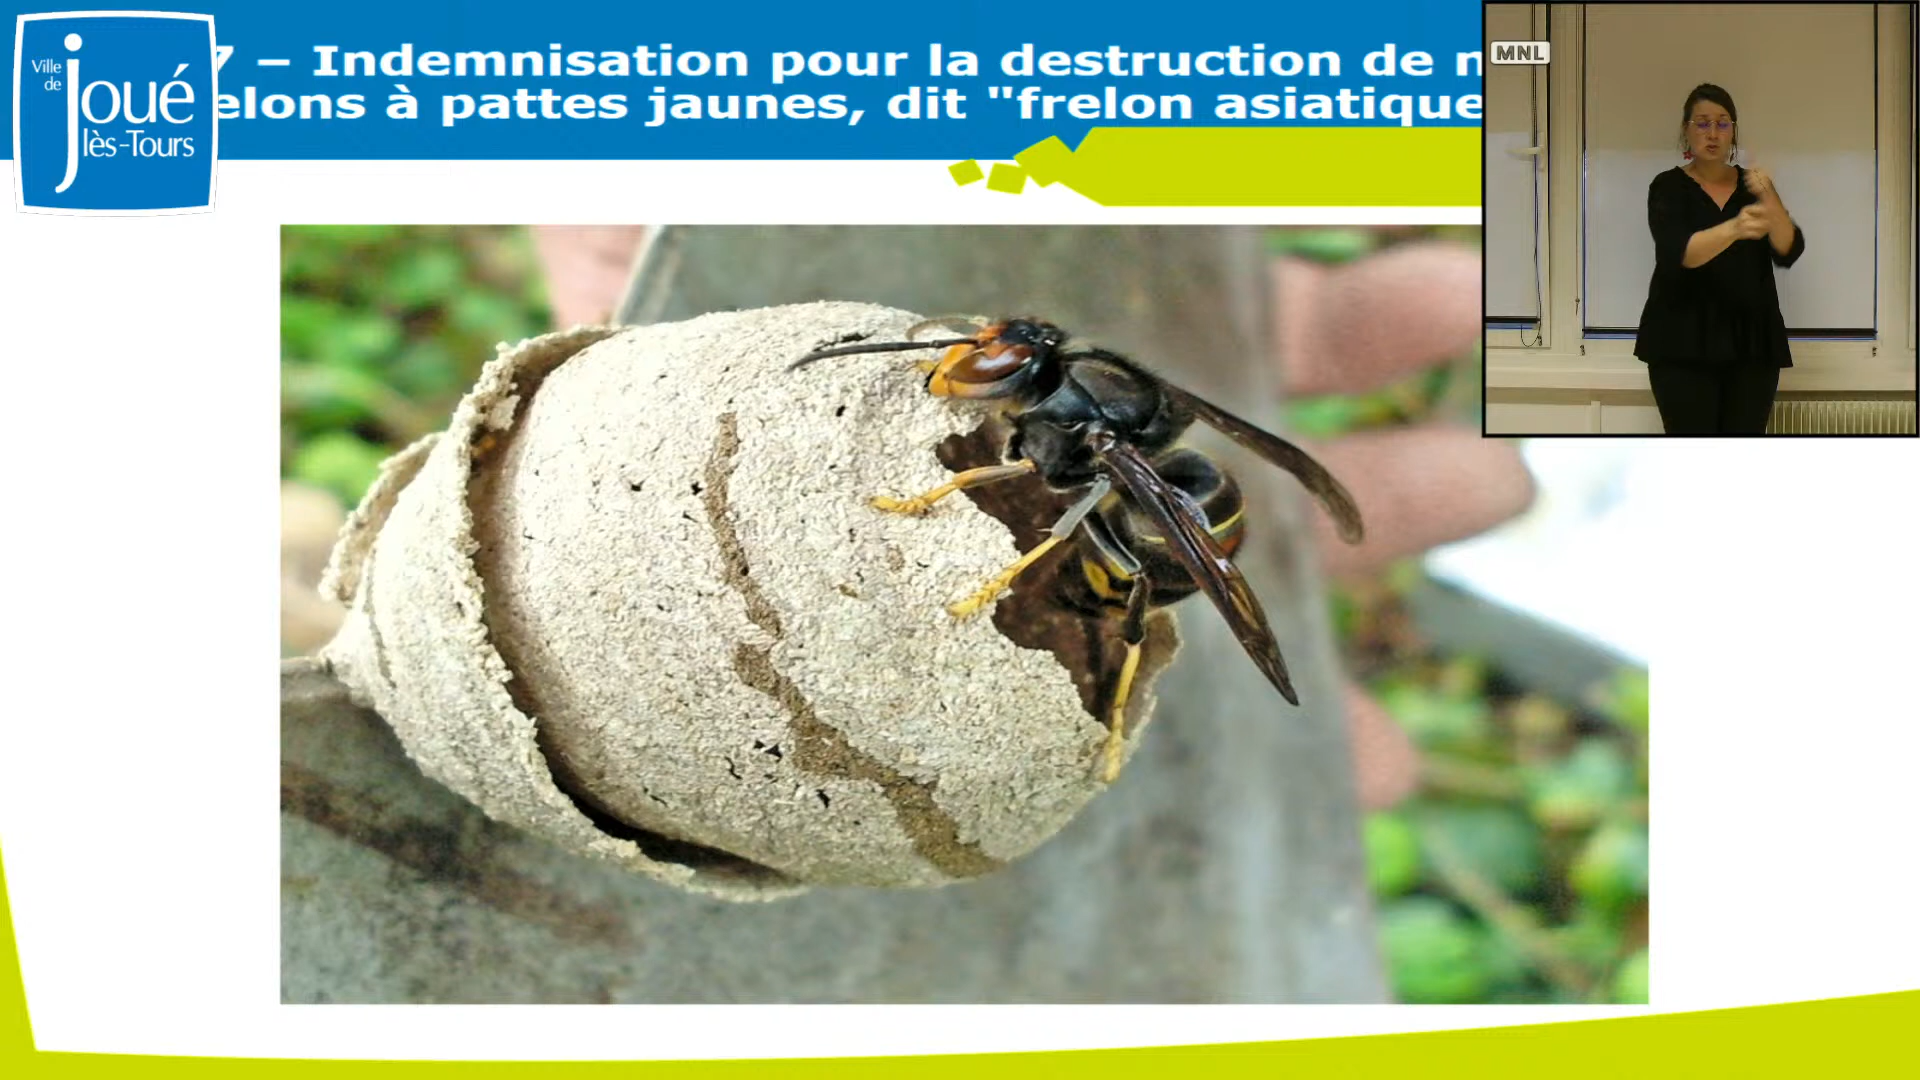 Ville
de
joué
lès-Tours
7 – Indemnisation pour la destruction de n
elons à pattes jaunes, dit "frelon asiatique
MNL